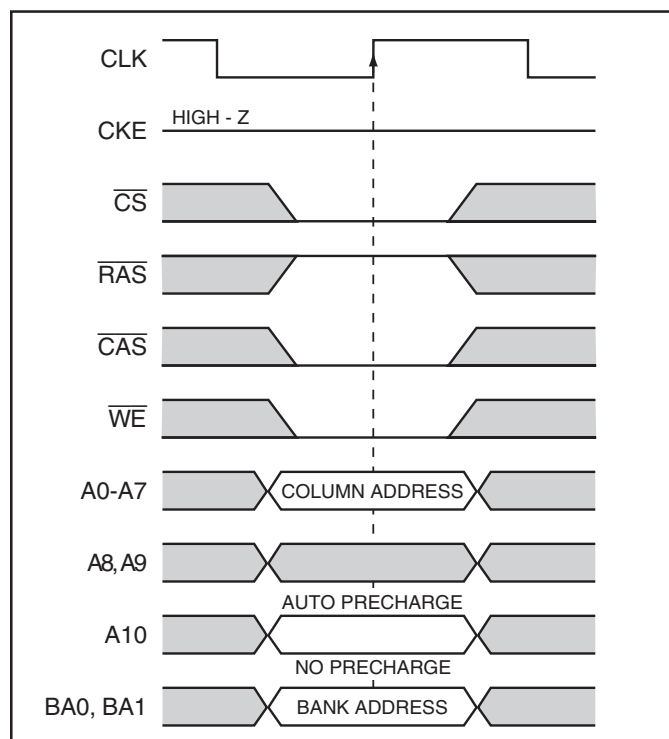 CLK
CKE HIGH - Z
CS
RAS
CAS
WE
A0-A7 COLUMN ADDRESS
A8, A9
AUTO PRECHARGE
A10
NO PRECHARGE
BA0, BA1 BANK ADDRESS